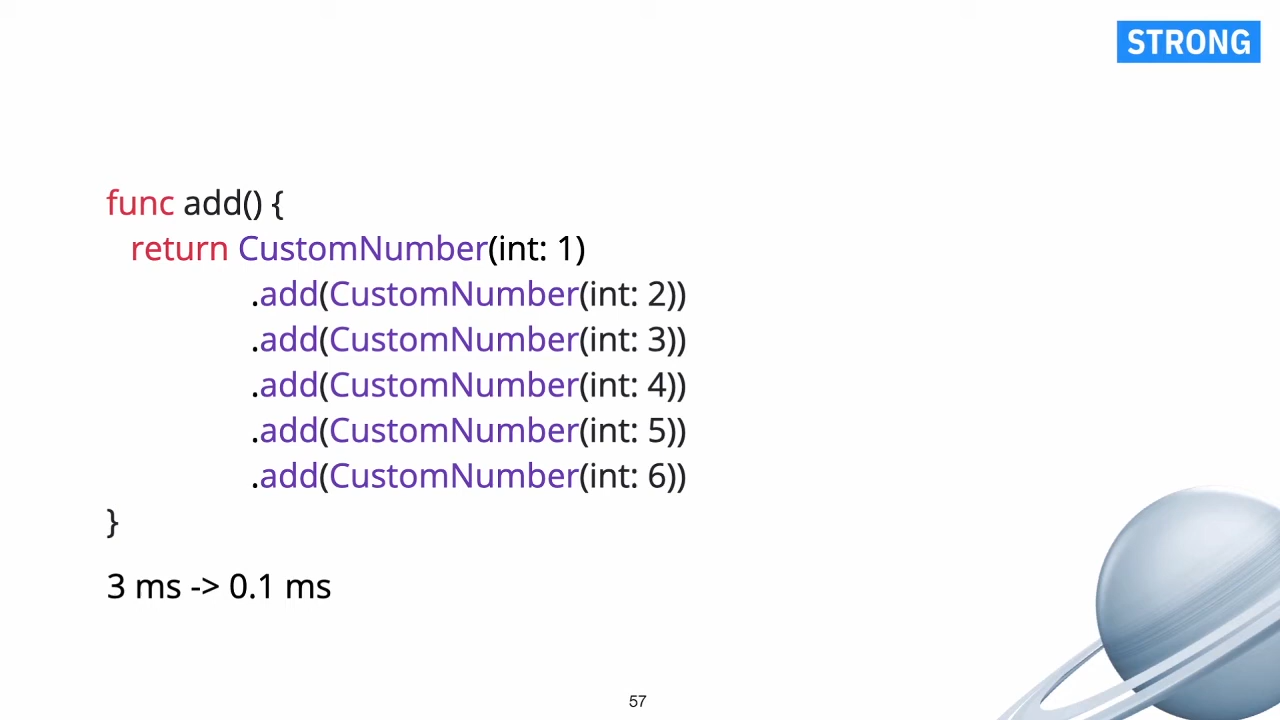 STRONG
func add() {
return CustomNumber(int: 1)
.add(CustomNumber(int: 2))
.add(CustomNumber(int: 3))
.add(CustomNumber(int: 4))
.add(CustomNumber(int: 5))
.add(CustomNumber(int: 6))
}
3 ms -> 0.1 ms
57